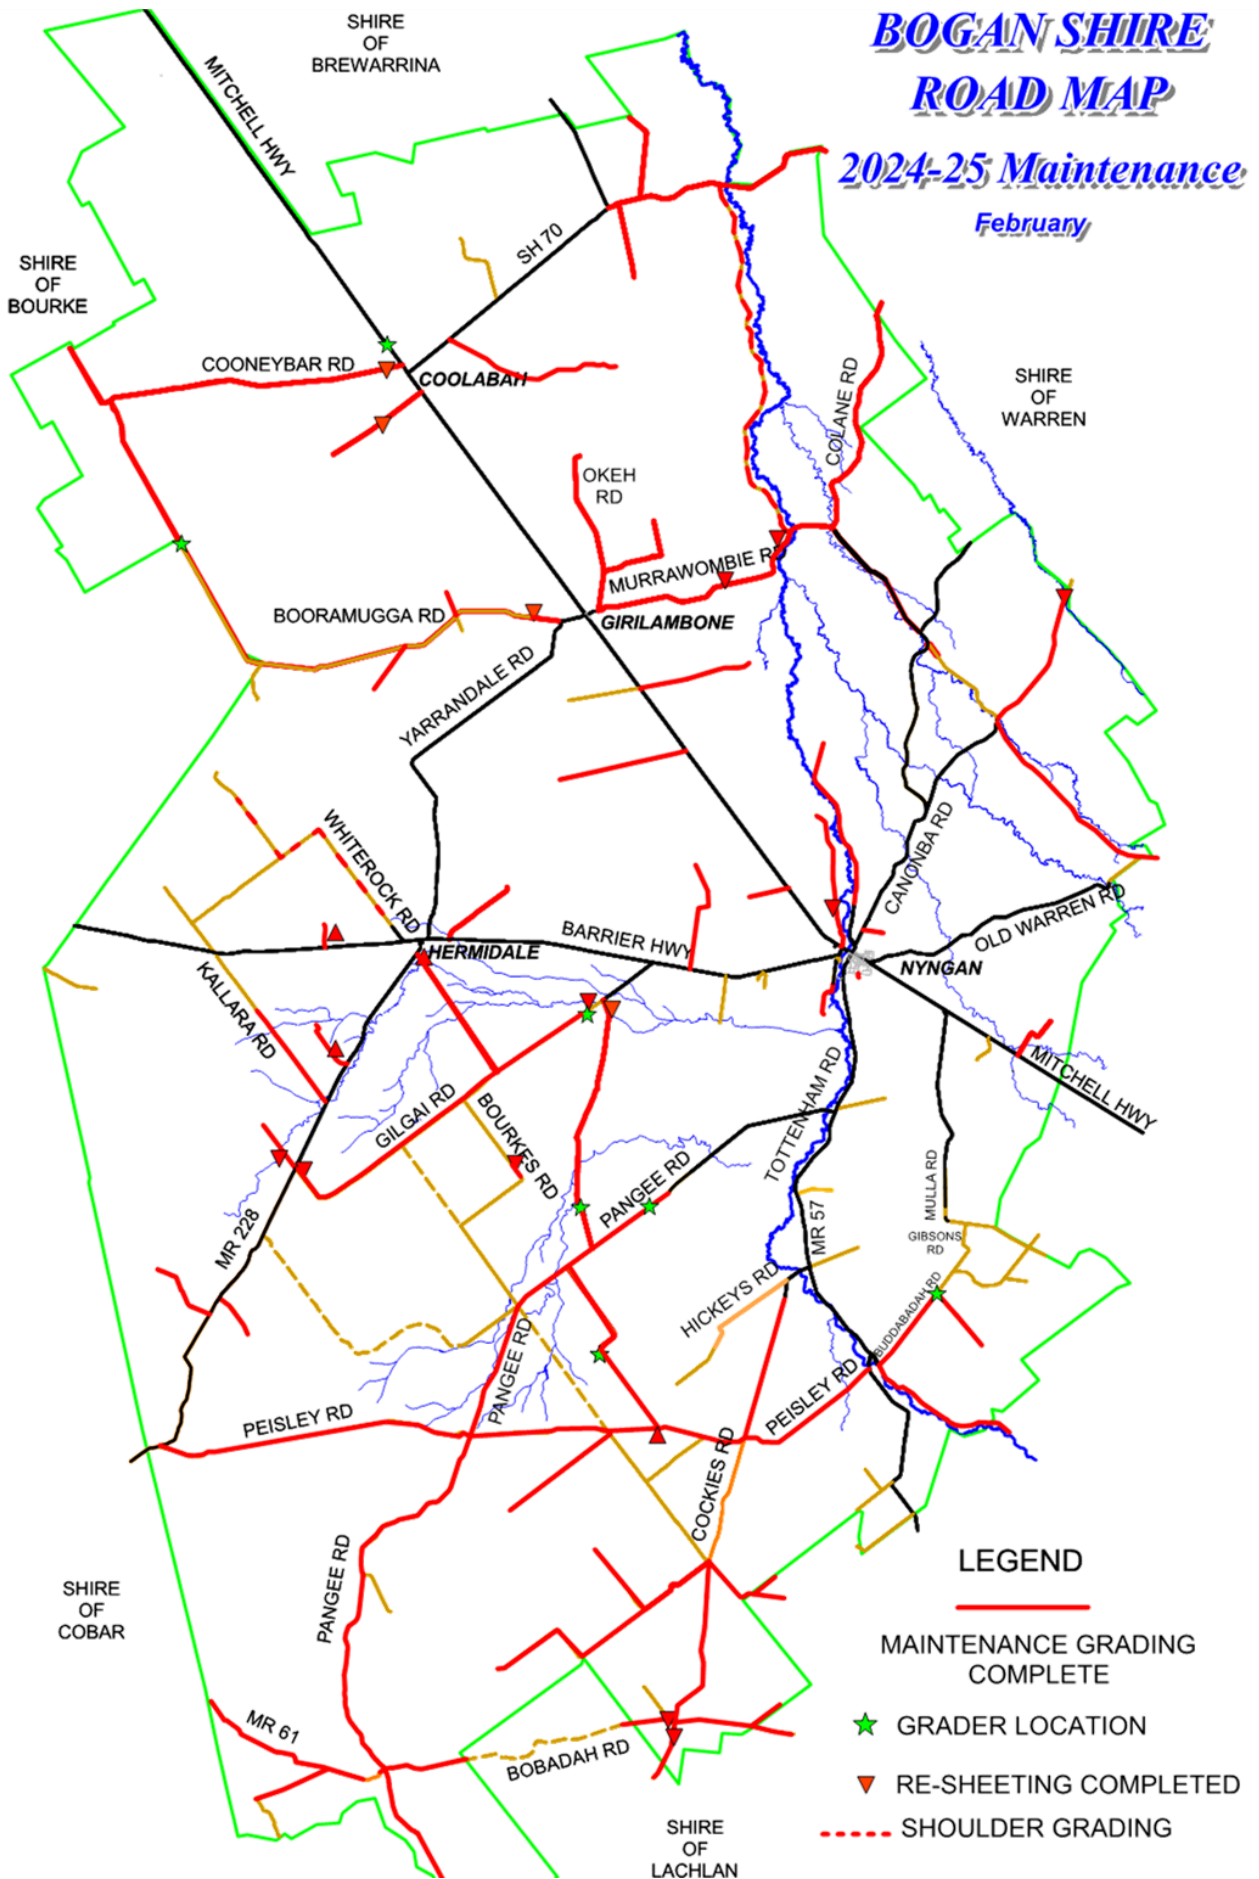 BOGAN SHIRE
ROAD MAP
2024-25 Maintenance
February
SHIRE
OF
BREWARRINA
MITCHELL HWY
SHIRE
OF
BOURKE
SH 70
COONEYBAR RD
COOLABAH
SHIRE
OF
WARREN
COLANE RD
OKEH
RD
MURRAWOMBIE RD
BOORAMUGGA RD
GIRILAMBONE
YARRANDALE RD
WHITEROCK RD
CANONBA RD
OLD WARREN RD
BARRIER HWY
HERMIDALE
NYNGAN
KALLARA RD
MITCHELL HWY
TOTTENHAM RD
GILGAI RD
BOURKES RD
PANGEE RD
MULLA RD
MR 57
MR 228
GIBSONS
RD
HICKEYS RD
BUDDABADAH RD
PANGEE RD
PEISLEY RD
PEISLEY RD
COCKIES RD
PANGEE RD
SHIRE
OF
COBAR
MR 61
BOBADAH RD
SHIRE
OF
LACHLAN
LEGEND
MAINTENANCE GRADING
COMPLETE
GRADER LOCATION
RE-SHEETING COMPLETED
SHOULDER GRADING